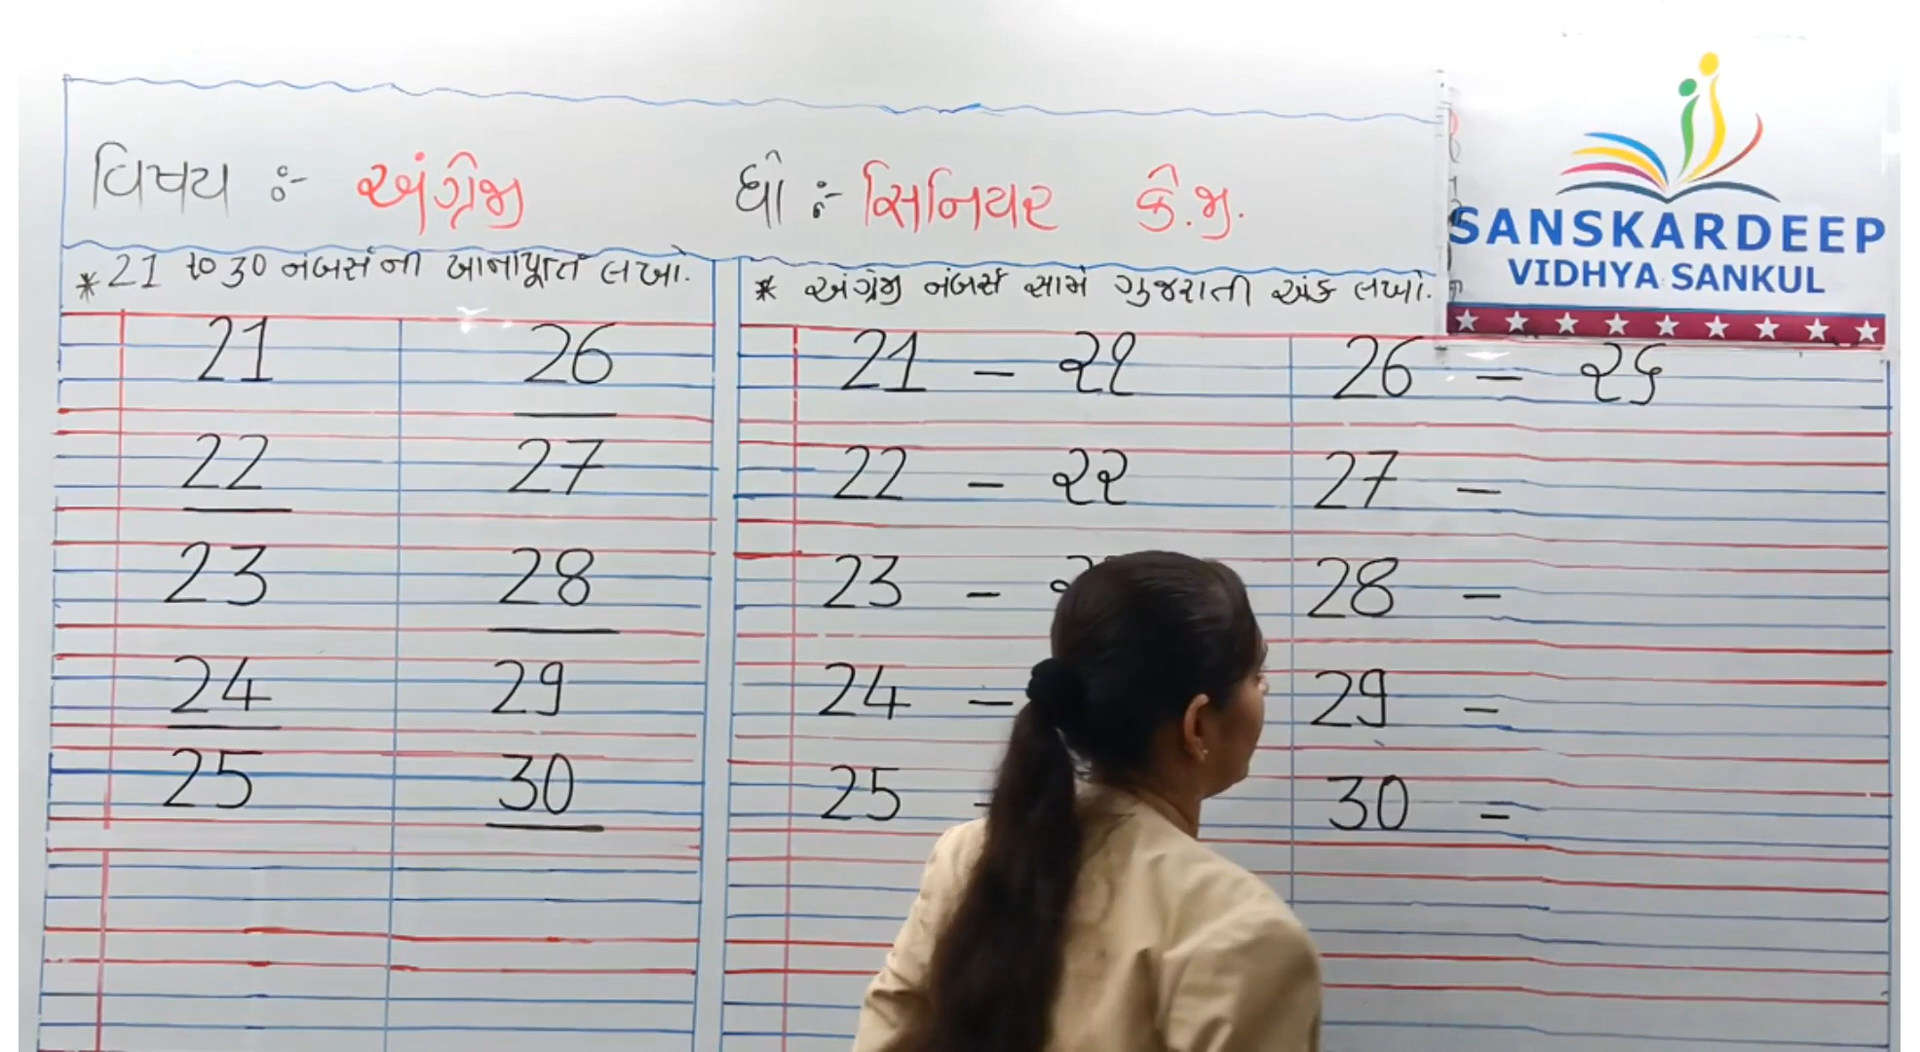 વિષય :- અંગ્રેજી ધો :- સિનિયર કે.જી.
SANSKARDEEP
VIDHYA SANKUL
* 21 to 30 નંબર્સની ખાનાપૂર્તિ લખો.
21 26
22 27
23 28
24 29
25 30
* અંગ્રેજી નંબર્સ સામે ગુજરાતી અંક લખો.
21 - ૨૧ 26 - ૨૬
22 - ૨૨ 27 -
23 - ૨ 28 -
24 - 29 -
25 - 30 -